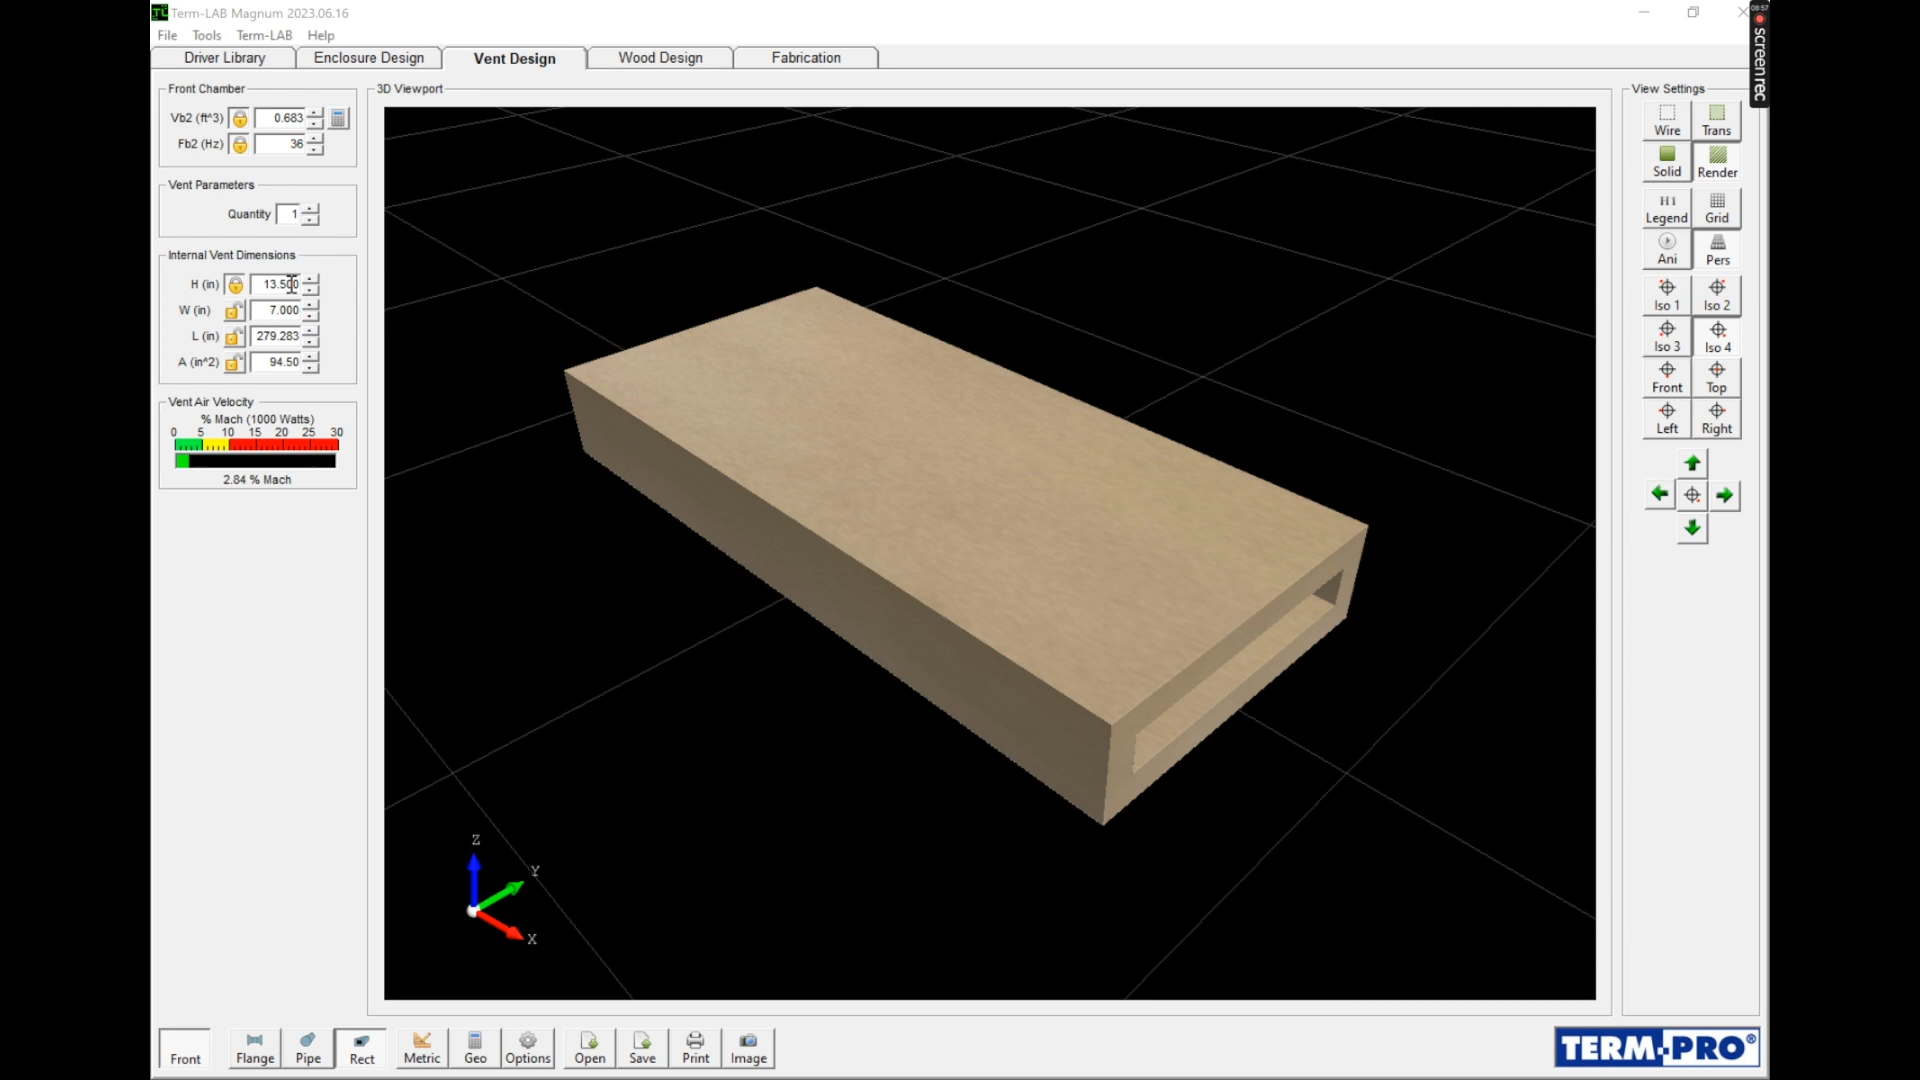 Term-LAB Magnum 2023.06.16
08:57
screen rec
File Tools Term-LAB Help
Driver Library Enclosure Design Vent Design Wood Design Fabrication
Front Chamber
Vb2 (ft^3) 0.683
Fb2 (Hz) 36
Vent Parameters
Quantity 1
Internal Vent Dimensions
H (in) 13.500
W (in) 7.000
L (in) 279.283
A (in^2) 94.50
Vent Air Velocity
% Mach (1000 Watts)
0 5 10 15 20 25 30
2.84 % Mach
3D Viewport
Z
Y
X
View Settings
Wire Trans
Solid Render
H1
Legend Grid
Ani Pers
Iso 1 Iso 2
Iso 3 Iso 4
Front Top
Left Right
Front Flange Pipe Rect Metric Geo Options Open Save Print Image
TERM-PRO®